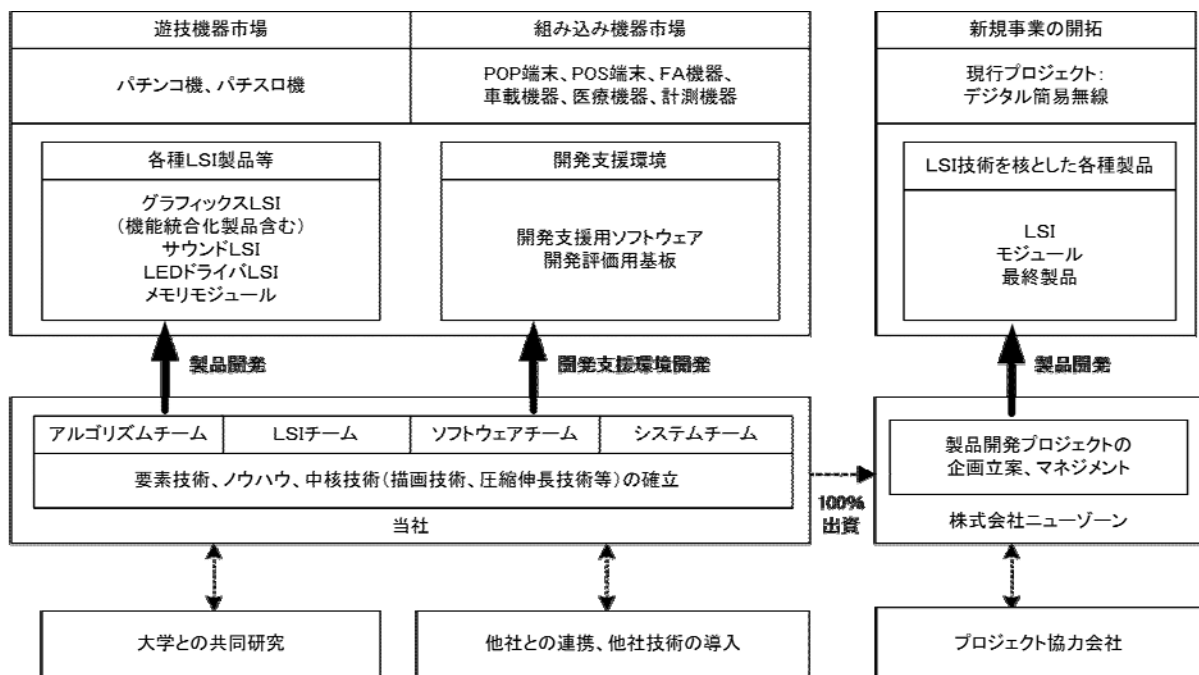 遊技機器市場
組み込み機器市場
新規事業の開拓
パチンコ機、パチスロ機
POP端末、POS端末、FA機器、
車載機器、医療機器、計測機器
現行プロジェクト：
デジタル簡易無線
各種LSI製品等
グラフィックスLSI
（機能統合化製品含む）
サウンドLSI
LEDドライバLSI
メモリモジュール
開発支援環境
開発支援用ソフトウェア
開発評価用基板
LSI技術を核とした各種製品
LSI
モジュール
最終製品
製品開発
開発支援環境開発
製品開発
アルゴリズムチーム
LSIチーム
ソフトウェアチーム
システムチーム
要素技術、ノウハウ、中核技術（描画技術、圧縮伸長技術等）の確立
当社
100%
出資
製品開発プロジェクトの
企画立案、マネジメント
株式会社ニューゾーン
大学との共同研究
他社との連携、他社技術の導入
プロジェクト協力会社